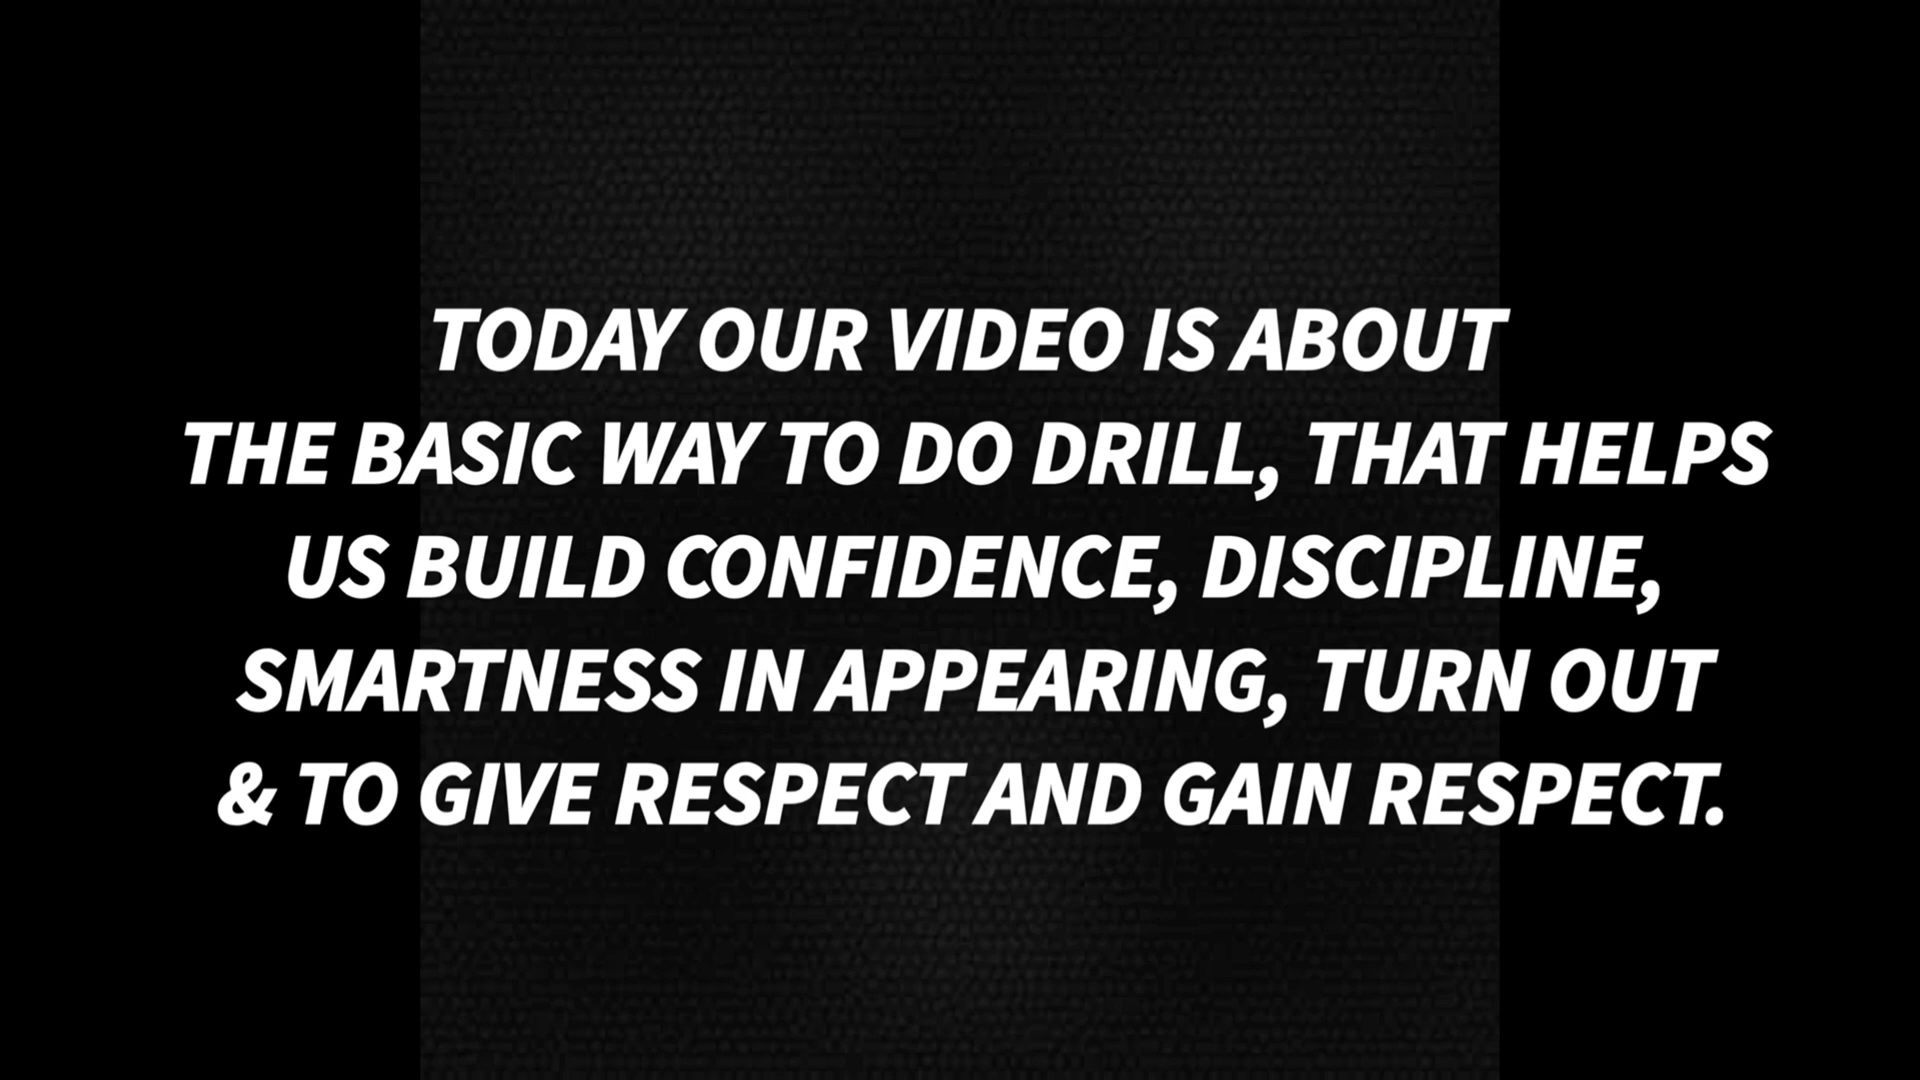 TODAY OUR VIDEO IS ABOUT
THE BASIC WAY TO DO DRILL, THAT HELPS
US BUILD CONFIDENCE, DISCIPLINE,
SMARTNESS IN APPEARING, TURN OUT
& TO GIVE RESPECT AND GAIN RESPECT.